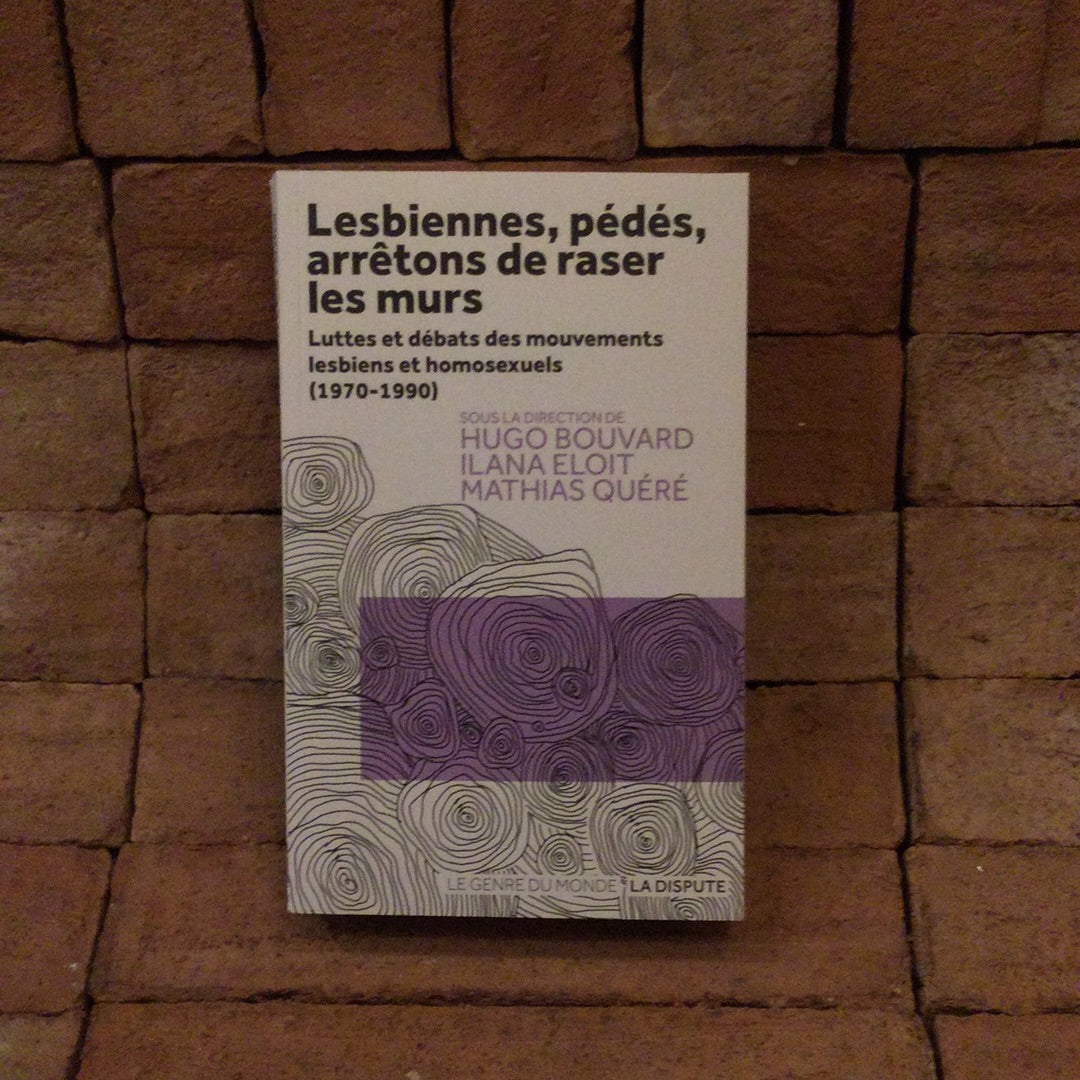 Lesbiennes, pédés,
arrêtons de raser
les murs
Luttes et débats des mouvements
lesbiens et homosexuels
(1970-1990)
SOUS LA DIRECTION DE
HUGO BOUVARD
ILANA ELOIT
MATHIAS QUÉRÉ
LE GENRE DU MONDE LA DISPUTE